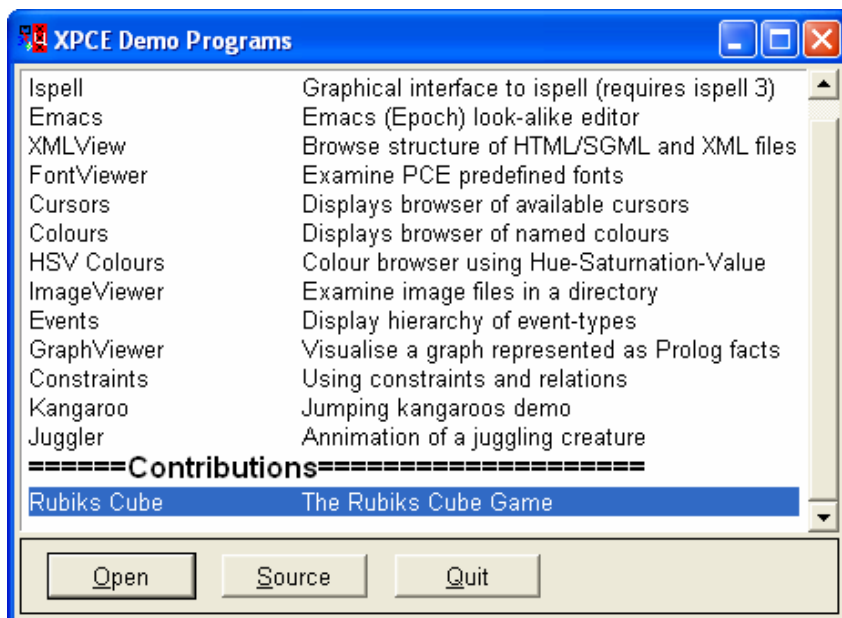 XPCE Demo Programs
Ispell Graphical interface to ispell (requires ispell 3)
Emacs Emacs (Epoch) look-alike editor
XMLView Browse structure of HTML/SGML and XML files
FontViewer Examine PCE predefined fonts
Cursors Displays browser of available cursors
Colours Displays browser of named colours
HSV Colours Colour browser using Hue-Saturnation-Value
ImageViewer Examine image files in a directory
Events Display hierarchy of event-types
GraphViewer Visualise a graph represented as Prolog facts
Constraints Using constraints and relations
Kangaroo Jumping kangaroos demo
Juggler Annimation of a juggling creature
======Contributions====================
Rubiks Cube The Rubiks Cube Game
Open Source Quit